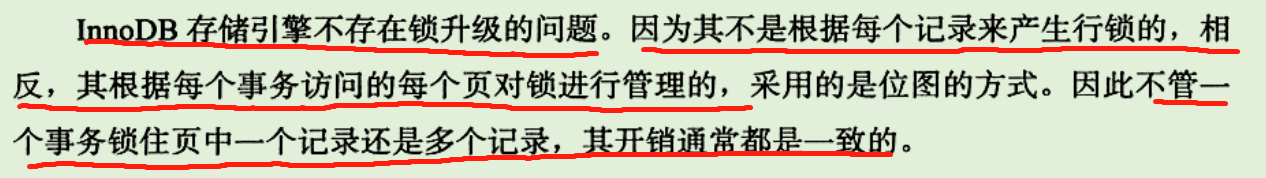 InnoDB 存储引擎不存在锁升级的问题。因为其不是根据每个记录来产生行锁的，相
反，其根据每个事务访问的每个页对锁进行管理的，采用的是位图的方式。因此不管一
个事务锁住页中一个记录还是多个记录，其开销通常都是一致的。